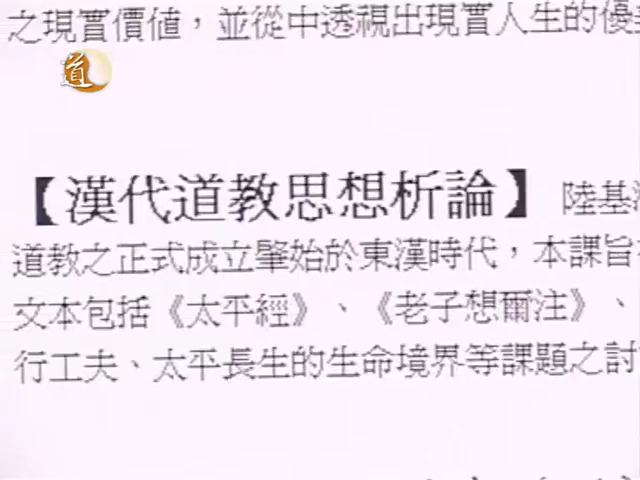 之現實價值，並從中透視出現實人生的優
道
【漢代道教思想析論】 陸基
道教之正式成立肇始於東漢時代，本課旨
文本包括《太平經》、《老子想爾注》、
行工夫、太平長生的生命境界等課題之討